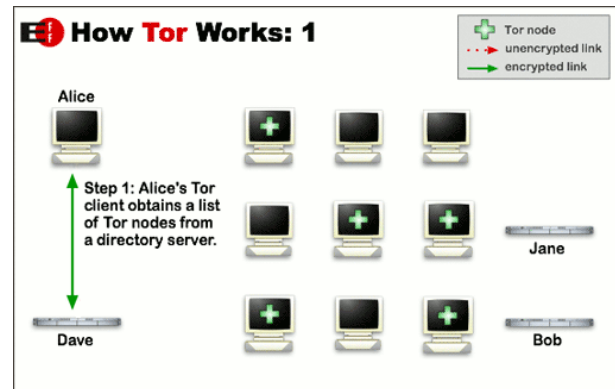 EFF How Tor Works: 1
Tor node
unencrypted link
encrypted link
Alice
Step 1: Alice's Tor
client obtains a list
of Tor nodes from
a directory server.
Jane
Dave
Bob